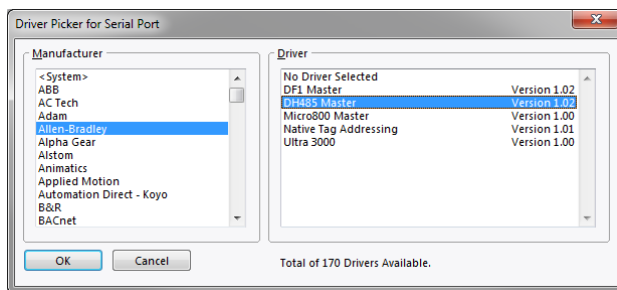 Driver Picker for Serial Port
Manufacturer
<System>
ABB
AC Tech
Adam
Allen-Bradley
Alpha Gear
Alstom
Animatics
Applied Motion
Automation Direct - Koyo
B&R
BACnet
Driver
No Driver Selected
DF1 Master Version 1.02
DH485 Master Version 1.02
Micro800 Master Version 1.00
Native Tag Addressing Version 1.01
Ultra 3000 Version 1.00
OK
Cancel
Total of 170 Drivers Available.